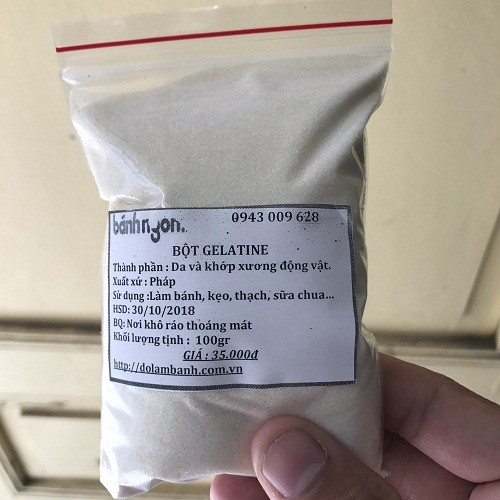 bánhngon.
0943 009 628
BỘT GELATINE
Thành phần : Da và khớp xương động vật.
Xuất xứ : Pháp
Sử dụng :Làm bánh, kẹo, thạch, sữa chua...
HSD: 30/10/2018
BQ: Nơi khô ráo thoáng mát
Khối lượng tịnh : 100gr
GIÁ : 35.000đ
http://dolambanh.com.vn